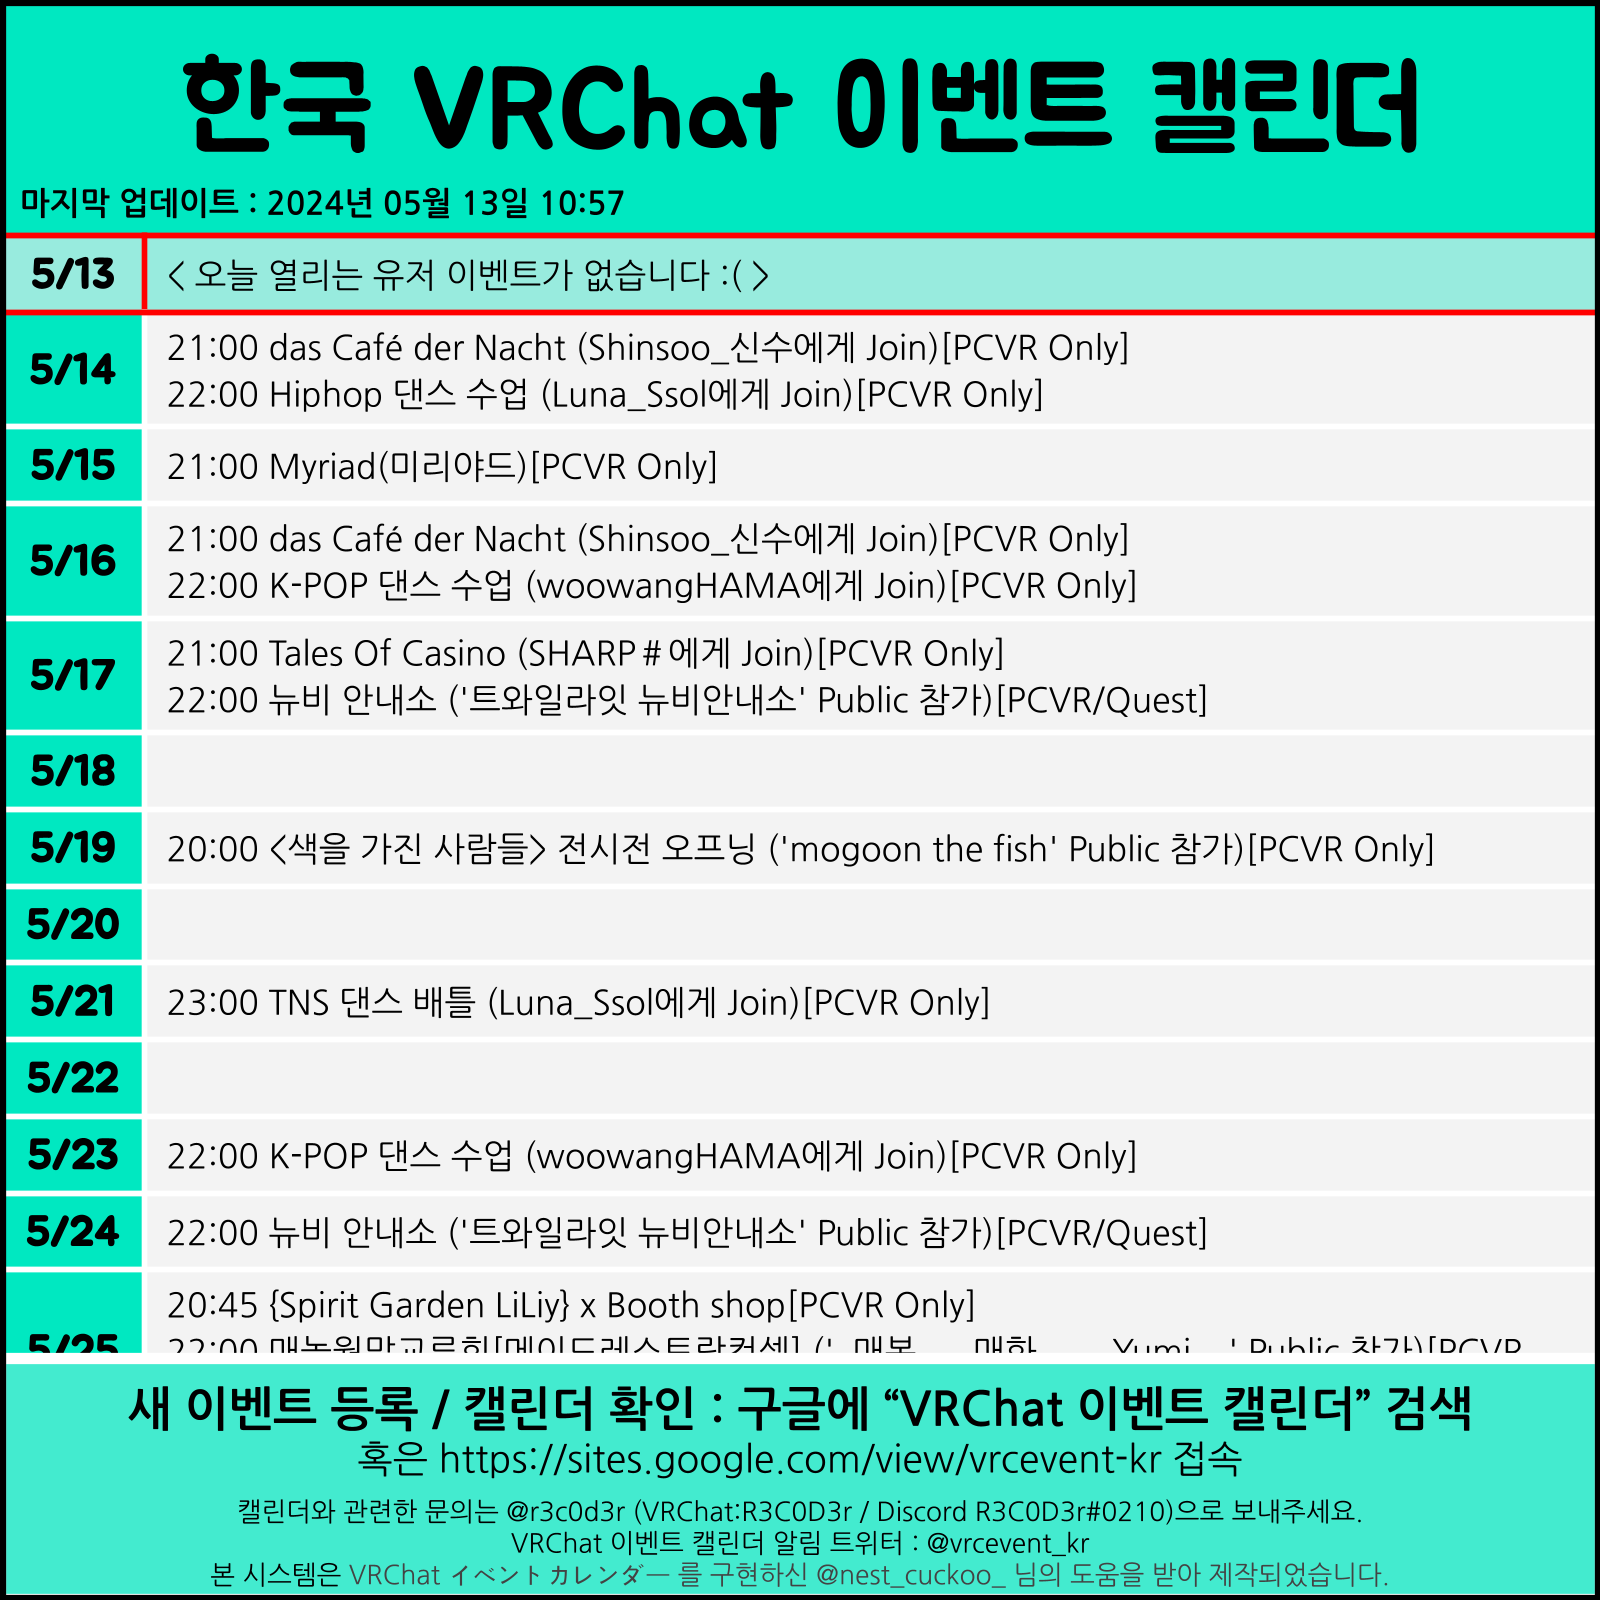 한국 VRChat 이벤트 캘린더
마지막 업데이트 : 2024년 05월 13일 10:57
5/13
< 오늘 열리는 유저 이벤트가 없습니다 :( >
5/14
21:00 das Café der Nacht (Shinsoo_신수에게 Join)[PCVR Only]
22:00 Hiphop 댄스 수업 (Luna_Ssol에게 Join)[PCVR Only]
5/15
21:00 Myriad(미리야드)[PCVR Only]
5/16
21:00 das Café der Nacht (Shinsoo_신수에게 Join)[PCVR Only]
22:00 K-POP 댄스 수업 (woowangHAMA에게 Join)[PCVR Only]
5/17
21:00 Tales Of Casino (SHARP＃에게 Join)[PCVR Only]
22:00 뉴비 안내소 ('트와일라잇 뉴비안내소' Public 참가)[PCVR/Quest]
5/18
5/19
20:00 <색을 가진 사람들> 전시전 오프닝 ('mogoon the fish' Public 참가)[PCVR Only]
5/20
5/21
23:00 TNS 댄스 배틀 (Luna_Ssol에게 Join)[PCVR Only]
5/22
5/23
22:00 K-POP 댄스 수업 (woowangHAMA에게 Join)[PCVR Only]
5/24
22:00 뉴비 안내소 ('트와일라잇 뉴비안내소' Public 참가)[PCVR/Quest]
5/25
20:45 {Spirit Garden LiLiy} x Booth shop[PCVR Only]
22:00 Yumi ' Public 참가)[PCVR
새 이벤트 등록 / 캘린더 확인 : 구글에 “VRChat 이벤트 캘린더” 검색
혹은 https://sites.google.com/view/vrcevent-kr 접속
캘린더와 관련한 문의는 @r3c0d3r (VRChat:R3C0D3r / Discord R3C0D3r#0210)으로 보내주세요.
VRChat 이벤트 캘린더 알림 트위터 : @vrcevent_kr
본 시스템은 VRChat イベントカレンダー 를 구현하신 @nest_cuckoo_ 님의 도움을 받아 제작되었습니다.